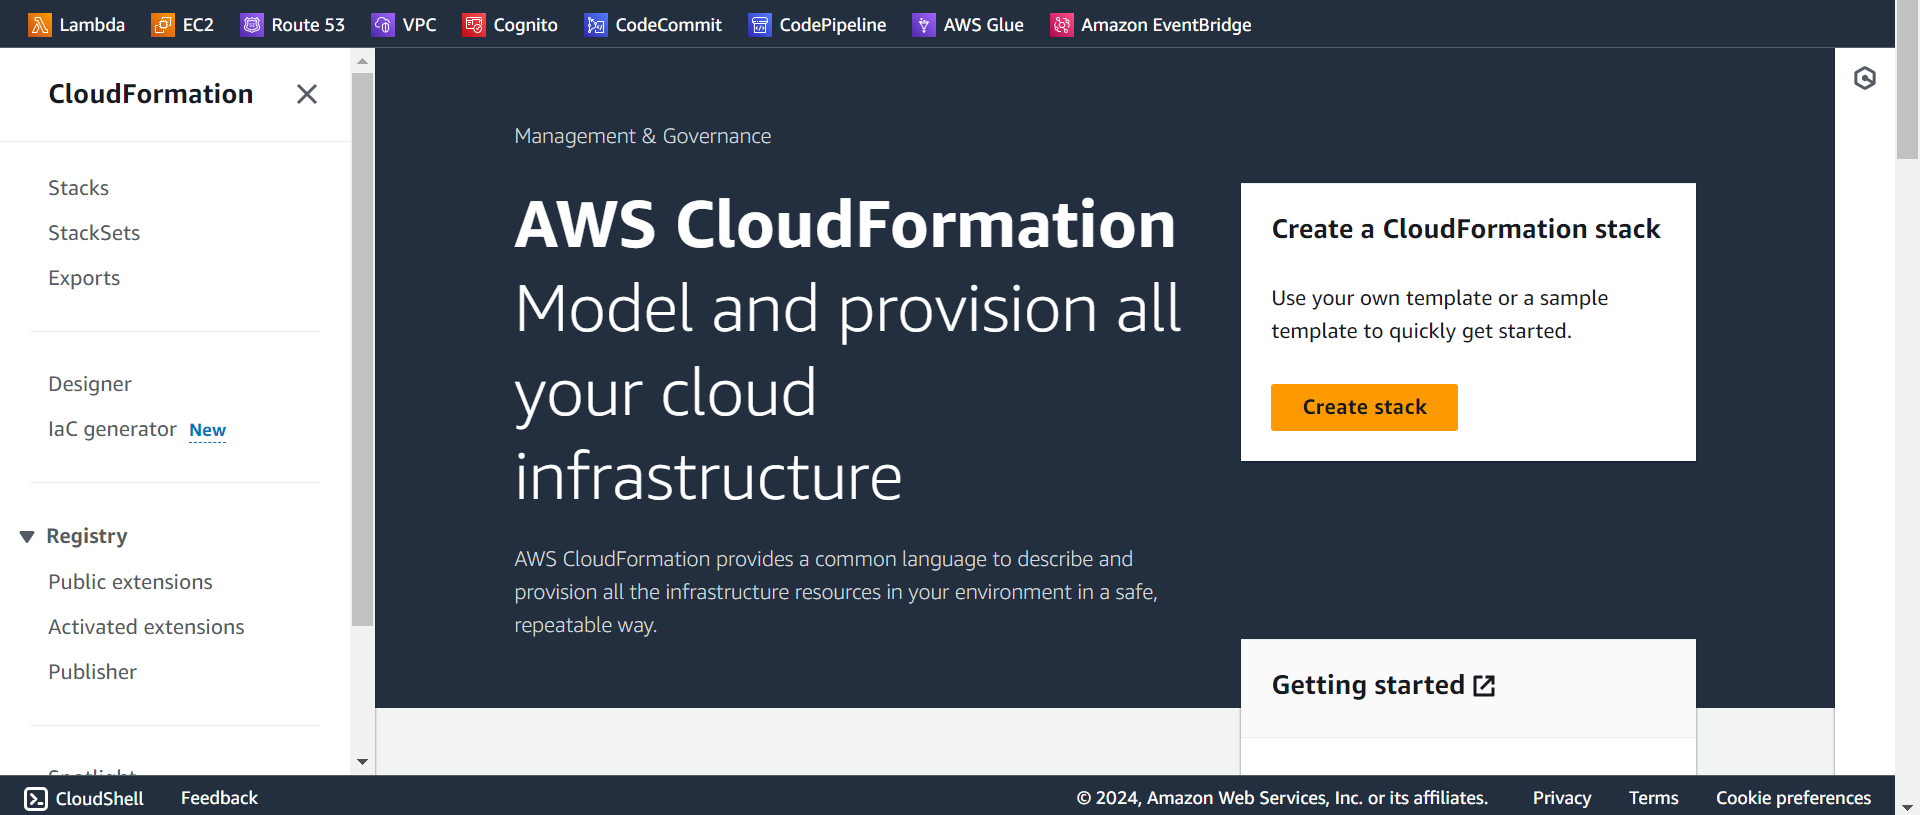 Lambda EC2 Route 53 VPC Cognito CodeCommit CodePipeline AWS Glue Amazon EventBridge
CloudFormation
Stacks
StackSets
Exports
Designer
IaC generator New
Registry
Public extensions
Activated extensions
Publisher
Spotlight
Management & Governance
AWS CloudFormation
Model and provision all
your cloud
infrastructure
AWS CloudFormation provides a common language to describe and
provision all the infrastructure resources in your environment in a safe,
repeatable way.
Create a CloudFormation stack
Use your own template or a sample
template to quickly get started.
Create stack
Getting started
CloudShell Feedback © 2024, Amazon Web Services, Inc. or its affiliates. Privacy Terms Cookie preferences